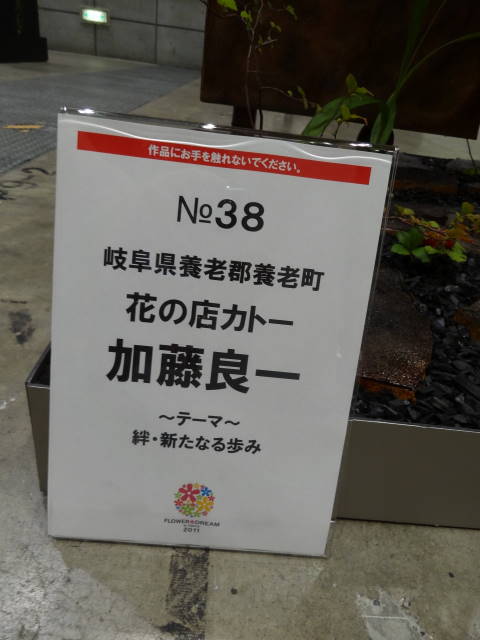 作品にお手を触れないでください。
№38
岐阜県養老郡養老町
花の店カトー
加藤良一
～テーマ～
絆・新たなる歩み
FLOWER&DREAM
2011